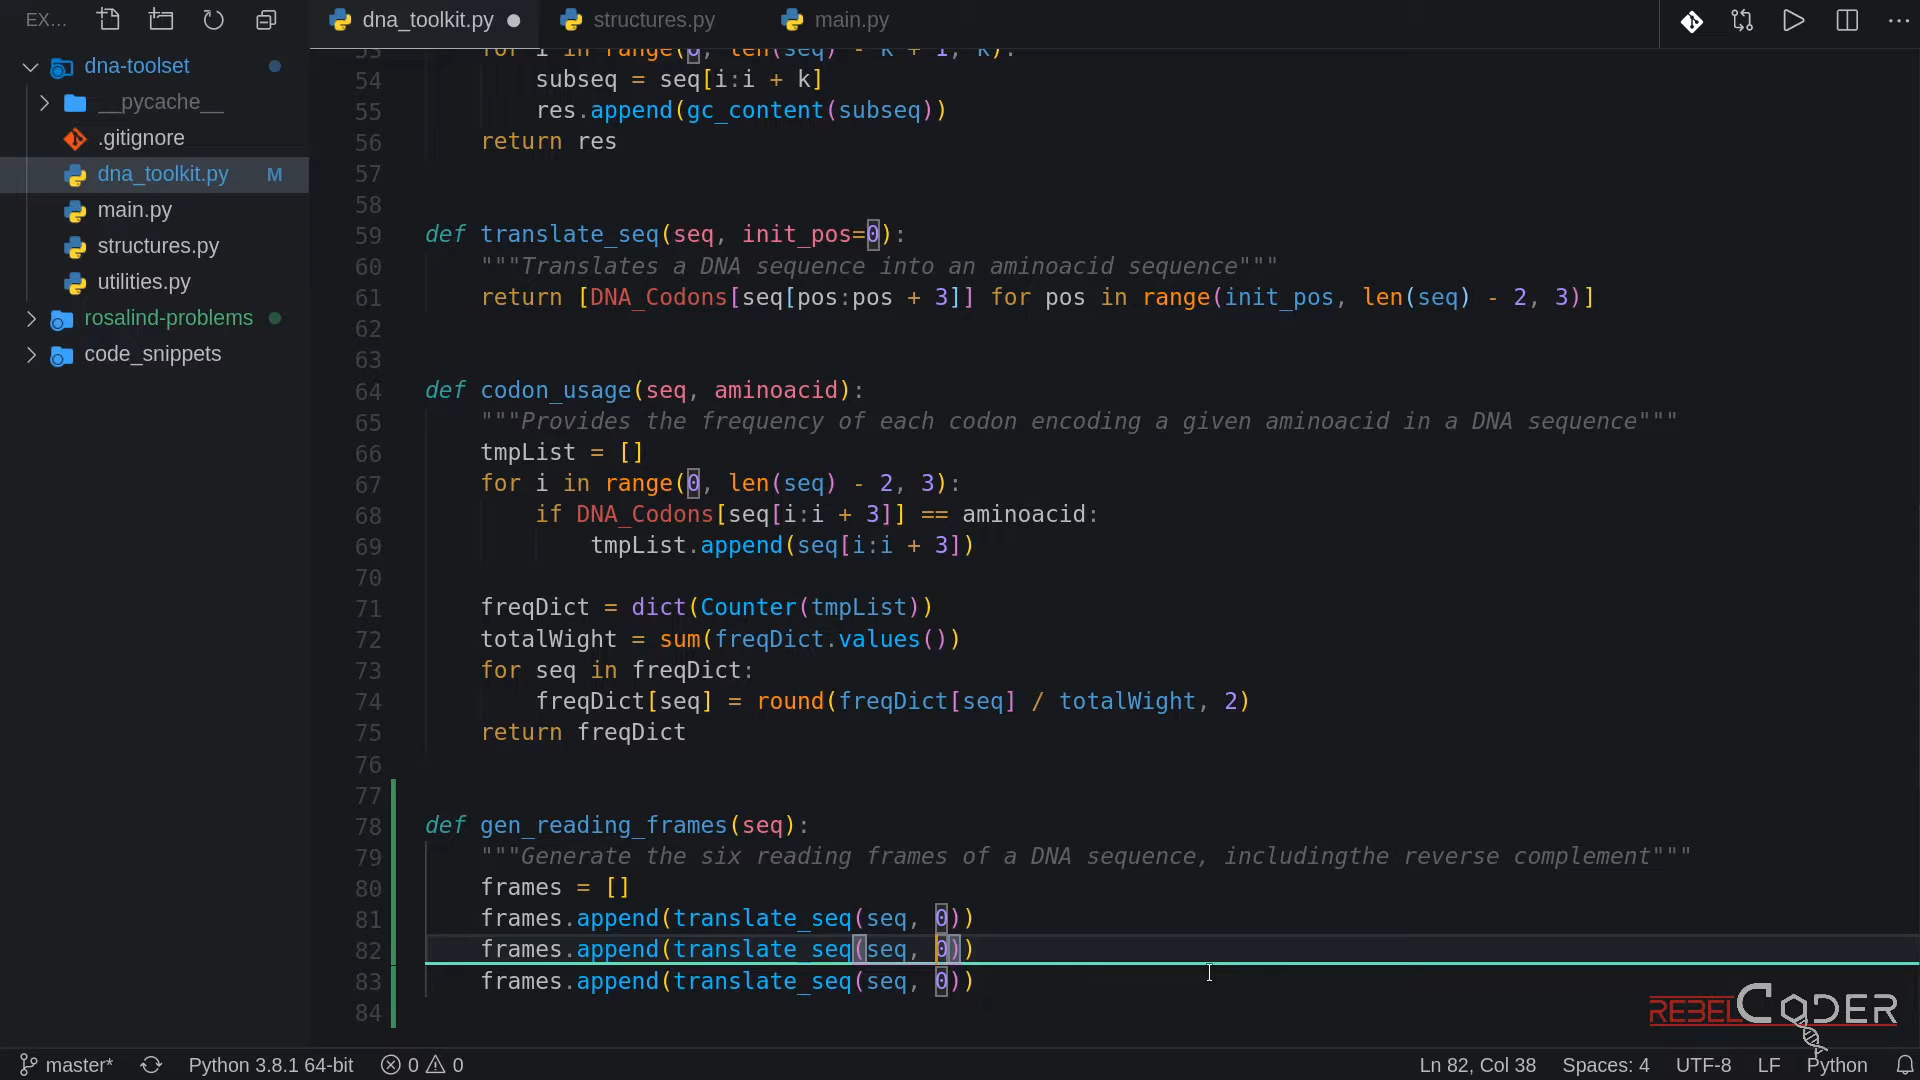 EX...
dna_toolkit.py
structures.py
main.py
dna-toolset
__pycache__
.gitignore
dna_toolkit.py M
main.py
structures.py
utilities.py
rosalind-problems
code_snippets
53 for i in range(0, len(seq) - k + 1, k):
54 subseq = seq[i:i + k]
55 res.append(gc_content(subseq))
56 return res
57
58
59 def translate_seq(seq, init_pos=0):
60 """Translates a DNA sequence into an aminoacid sequence"""
61 return [DNA_Codons[seq[pos:pos + 3]] for pos in range(init_pos, len(seq) - 2, 3)]
62
63
64 def codon_usage(seq, aminoacid):
65 """Provides the frequency of each codon encoding a given aminoacid in a DNA sequence"""
66 tmpList = []
67 for i in range(0, len(seq) - 2, 3):
68 if DNA_Codons[seq[i:i + 3]] == aminoacid:
69 tmpList.append(seq[i:i + 3])
70
71 freqDict = dict(Counter(tmpList))
72 totalWight = sum(freqDict.values())
73 for seq in freqDict:
74 freqDict[seq] = round(freqDict[seq] / totalWight, 2)
75 return freqDict
76
77
78 def gen_reading_frames(seq):
79 """Generate the six reading frames of a DNA sequence, includingthe reverse complement"""
80 frames = []
81 frames.append(translate_seq(seq, 0))
82 frames.append(translate_seq(seq, 0))
83 frames.append(translate_seq(seq, 0))
84
REBELCODER
master*
Python 3.8.1 64-bit
0
0
Ln 82, Col 38
Spaces: 4
UTF-8
LF
Python